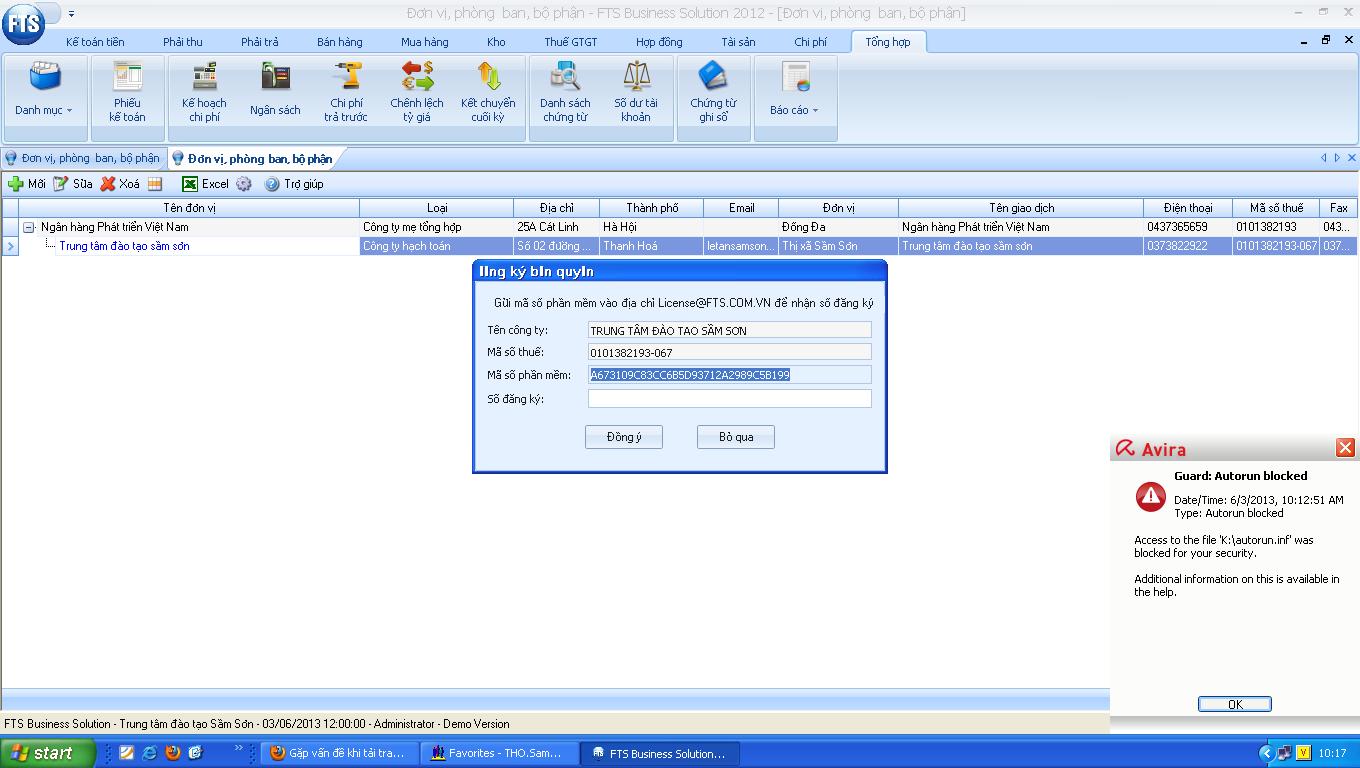 FTS
Đơn vị, phòng ban, bộ phận - FTS Business Solution 2012 - [Đơn vị, phòng ban, bộ phận]
Kế toán tiền Phải thu Phải trả Bán hàng Mua hàng Kho Thuế GTGT Hợp đồng Tài sản Chi phí Tổng hợp
Danh mục
Phiếu
kế toán
Kế hoạch
chi phí
Ngân sách
Chi phí
trả trước
Chênh lệch
tỷ giá
Kết chuyển
cuối kỳ
Danh sách
chứng từ
Số dư tài
khoản
Chứng từ
ghi sổ
Báo cáo
Đơn vị, phòng ban, bộ phận Đơn vị, phòng ban, bộ phận
Mới Sửa Xoá Excel Trợ giúp
Tên đơn vị Loại Địa chỉ Thành phố Email Đơn vị Tên giao dịch Điện thoại Mã số thuế Fax
Ngân hàng Phát triển Việt Nam Công ty mẹ tổng hợp 25A Cát Linh Hà Hội Đống Đa Ngân hàng Phát triển Việt Nam 0437365659 0101382193 043...
Trung tâm đào tạo sầm sơn Công ty hạch toán Số 02 đường ... Thanh Hoá letansamson... Thị xã Sầm Sơn Trung tâm đào tạo sầm sơn 0373822922 0101382193-067 037...
IIng ký bIn quyIn
Gửi mã số phần mềm vào địa chỉ License@FTS.COM.VN để nhận số đăng ký
Tên công ty: TRUNG TÂM ĐÀO TẠO SẦM SƠN
Mã số thuế: 0101382193-067
Mã số phần mềm: A673109C83CC6B5D93712A2989C5B199
Số đăng ký:
Đồng ý Bỏ qua
Avira
Guard: Autorun blocked
Date/Time: 6/3/2013, 10:12:51 AM
Type: Autorun blocked
Access to the file 'K:\autorun.inf' was
blocked for your security.
Additional information on this is available in
the help.
OK
FTS Business Solution - Trung tâm đào tạo Sầm Sơn - 03/06/2013 12:00:00 - Administrator - Demo Version
start Gặp vấn đề khi tải tra... Favorites - THO.Sam... FTS Business Solution... V 10:17